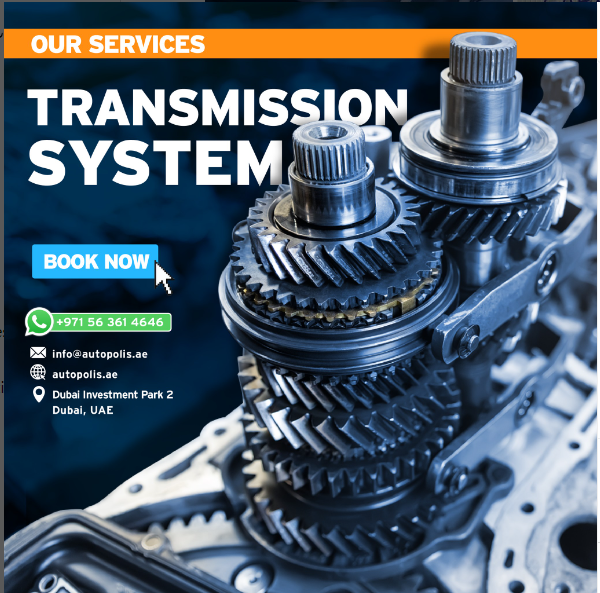 OUR SERVICES
TRANSMISSION
SYSTEM
BOOK NOW
+971 56 361 4646
info@autopolis.ae
autopolis.ae
Dubai Investment Park 2
Dubai, UAE